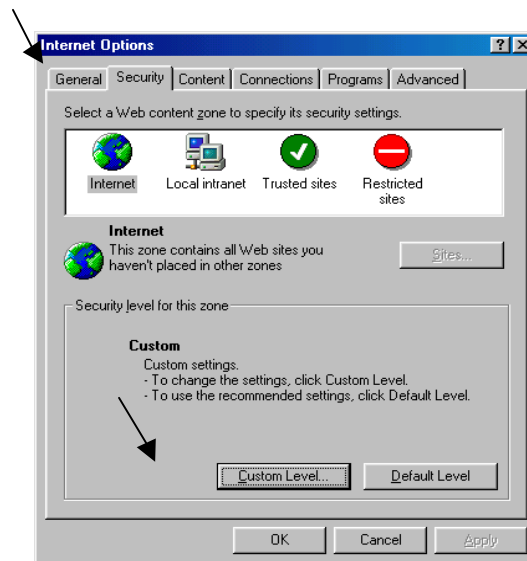 Internet Options
General Security Content Connections Programs Advanced
Select a Web content zone to specify its security settings.
Internet Local intranet Trusted sites Restricted sites
Internet
This zone contains all Web sites you
haven't placed in other zones
Sites...
Security level for this zone
Custom
Custom settings.
- To change the settings, click Custom Level.
- To use the recommended settings, click Default Level.
Custom Level... Default Level
OK Cancel Apply